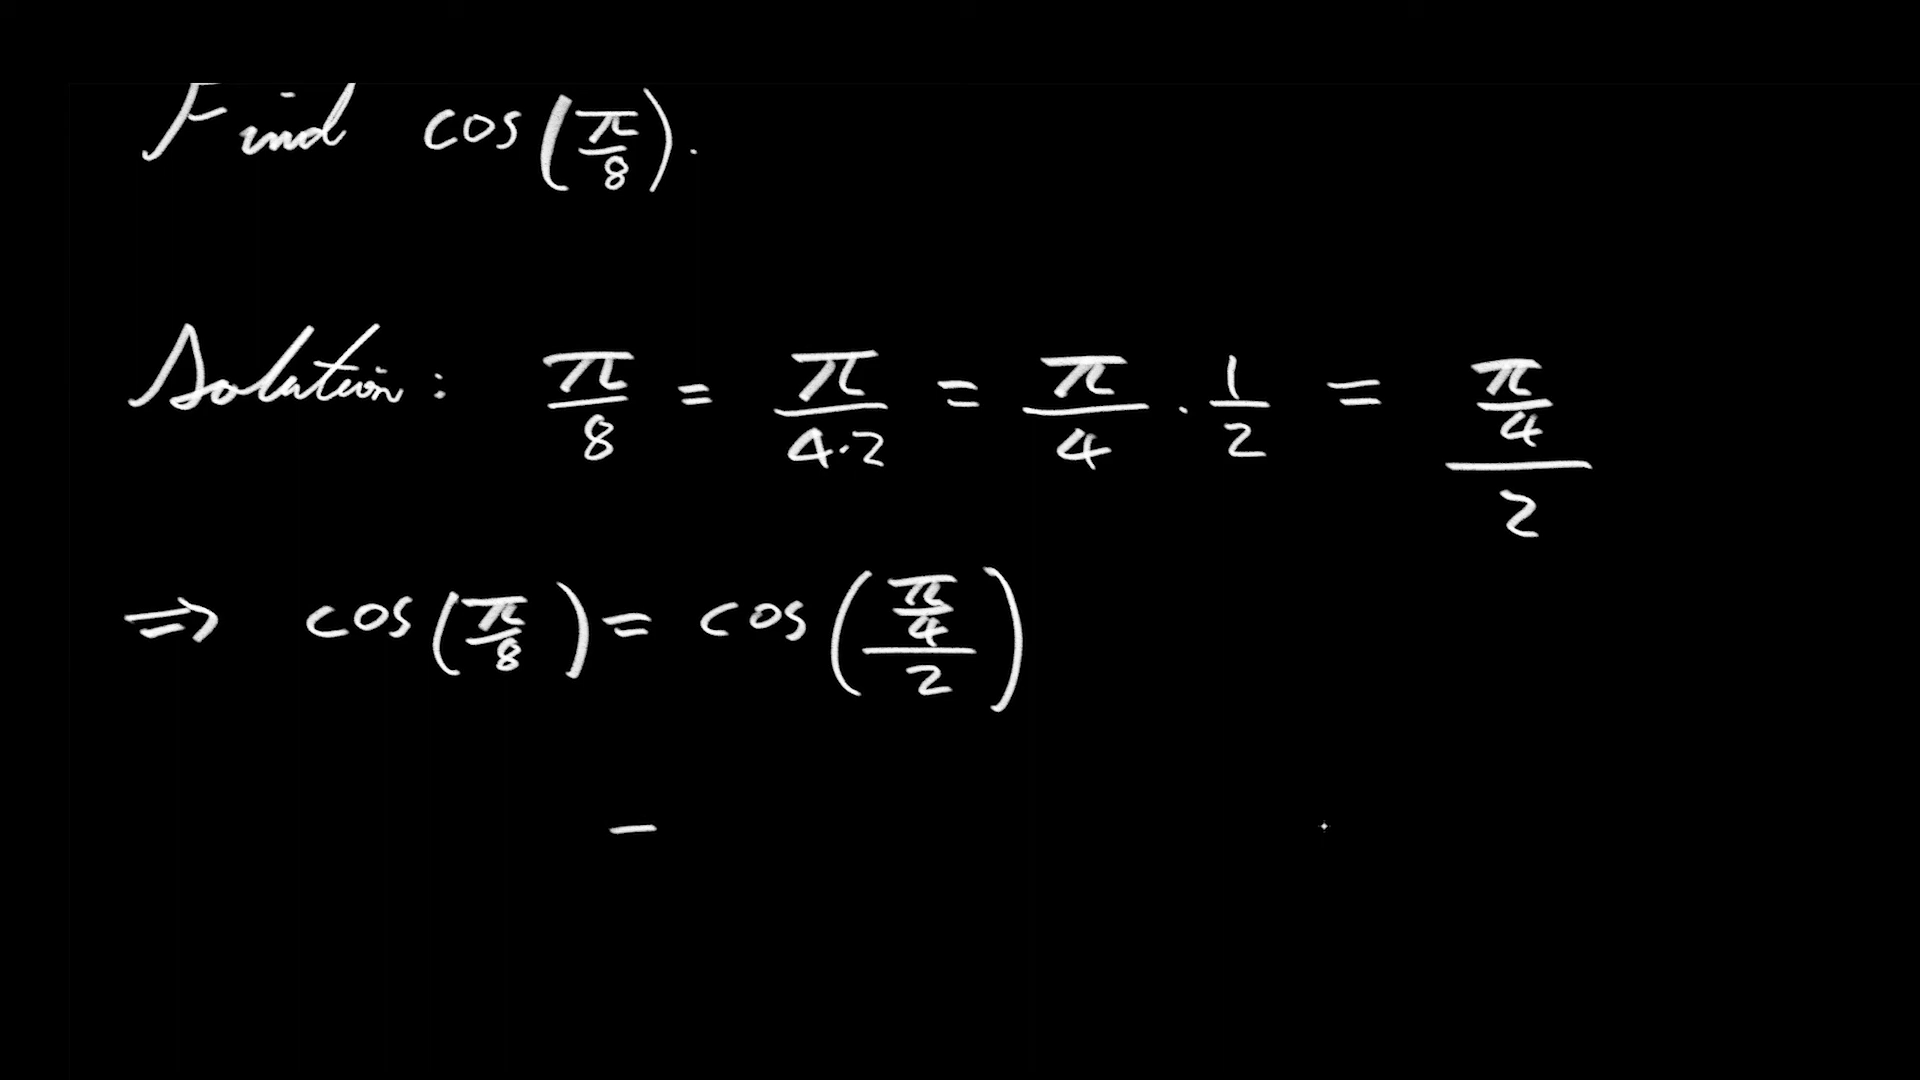 Find cos(π/8).
Solution: π/8 = π/(4·2) = π/4 · 1/2 = (π/4)/2
⇒ cos(π/8) = cos((π/4)/2)
−